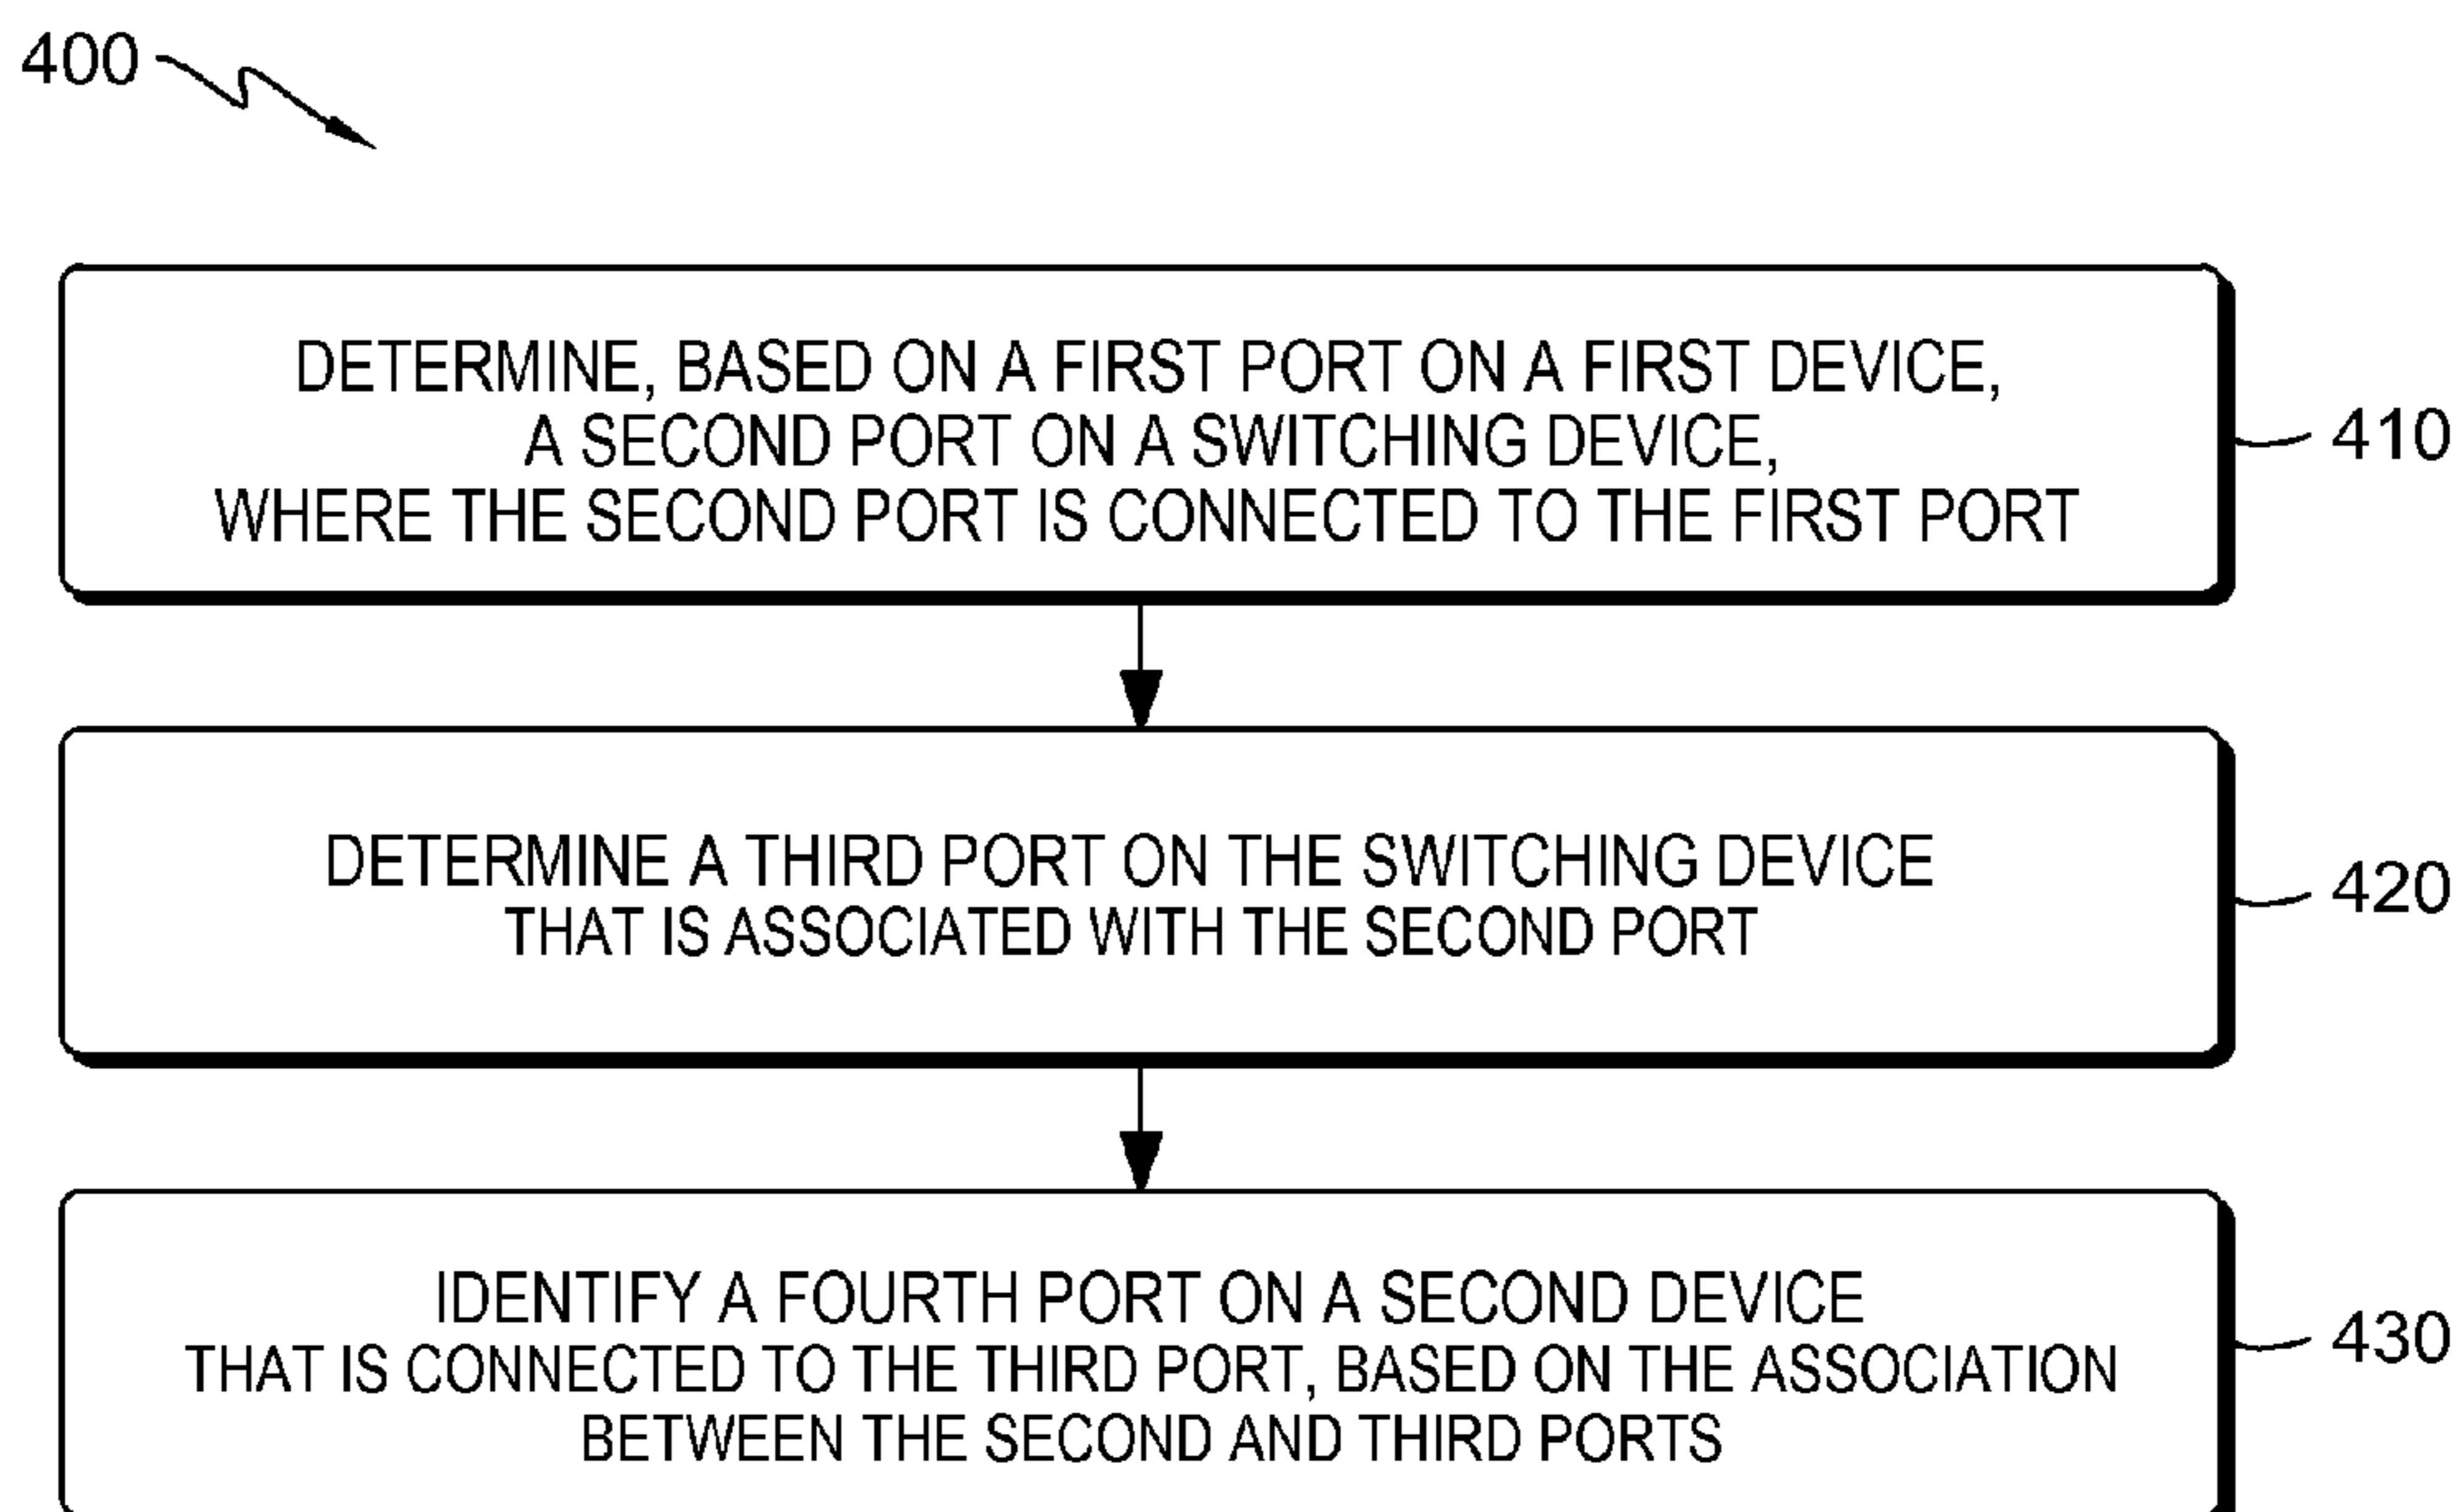 400
DETERMINE, BASED ON A FIRST PORT ON A FIRST DEVICE,
A SECOND PORT ON A SWITCHING DEVICE,
WHERE THE SECOND PORT IS CONNECTED TO THE FIRST PORT
410
DETERMINE A THIRD PORT ON THE SWITCHING DEVICE
THAT IS ASSOCIATED WITH THE SECOND PORT
420
IDENTIFY A FOURTH PORT ON A SECOND DEVICE
THAT IS CONNECTED TO THE THIRD PORT, BASED ON THE ASSOCIATION
BETWEEN THE SECOND AND THIRD PORTS
430